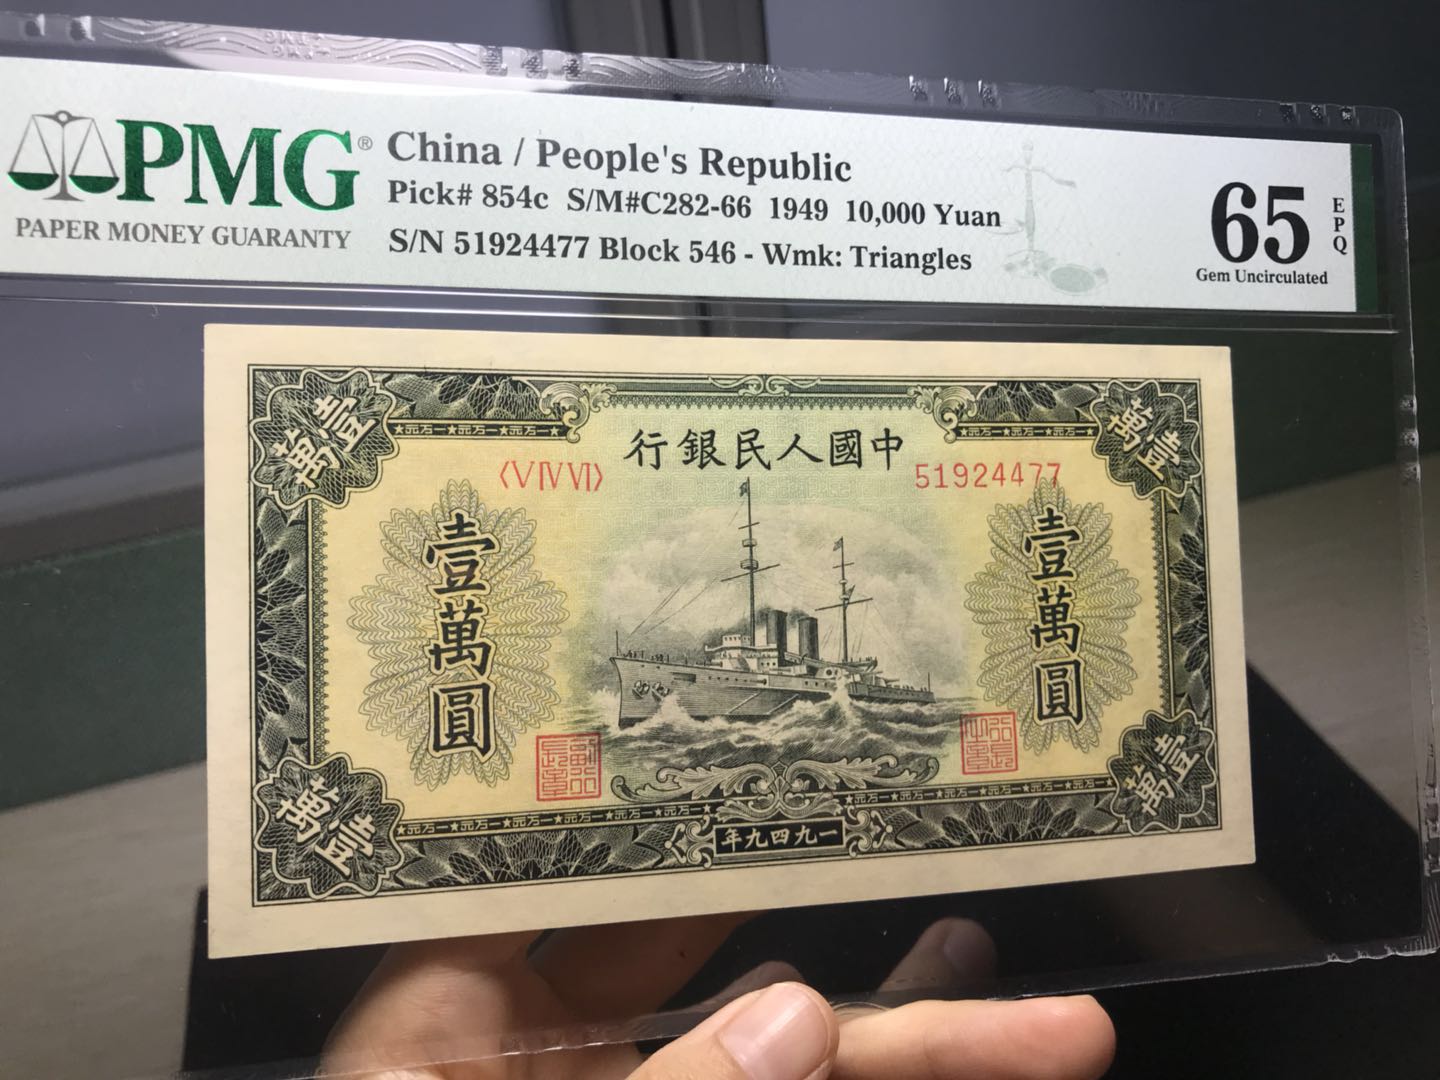 PMG®
PAPER MONEY GUARANTY
China / People's Republic
Pick# 854c S/M#C282-66 1949 10,000 Yuan
S/N 51924477 Block 546 - Wmk: Triangles
65
EPQ
Gem Uncirculated
行銀民人國中
〈V IV VI〉
51924477
壹萬
壹萬
壹萬圓
壹萬圓
壹萬
壹萬
年九四九一